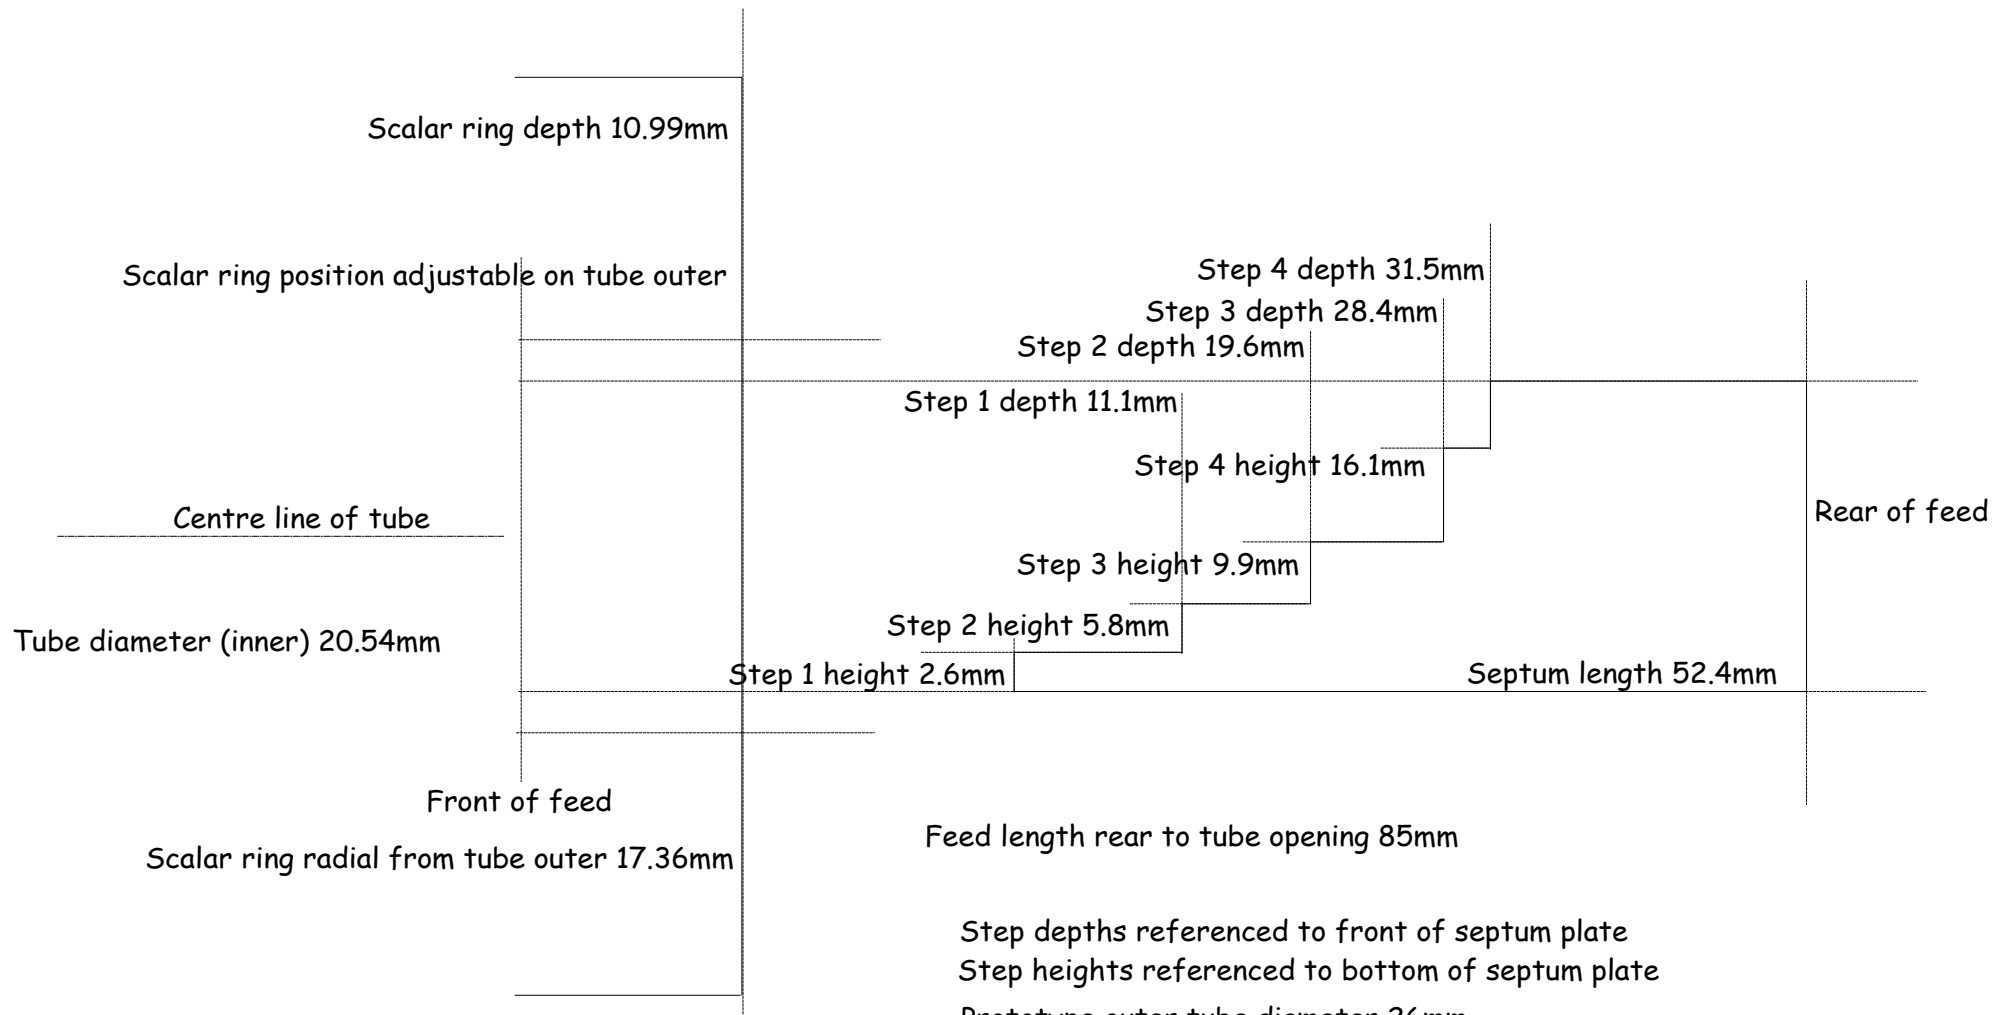 Scalar ring depth 10.99mm
Scalar ring position adjustable on tube outer
Step 4 depth 31.5mm
Step 3 depth 28.4mm
Step 2 depth 19.6mm
Step 1 depth 11.1mm
Step 4 height 16.1mm
Centre line of tube
Rear of feed
Step 3 height 9.9mm
Step 2 height 5.8mm
Tube diameter (inner) 20.54mm
Step 1 height 2.6mm
Septum length 52.4mm
Front of feed
Feed length rear to tube opening 85mm
Scalar ring radial from tube outer 17.36mm
Step depths referenced to front of septum plate
Step heights referenced to bottom of septum plate
Prototype outer tube diameter 26mm